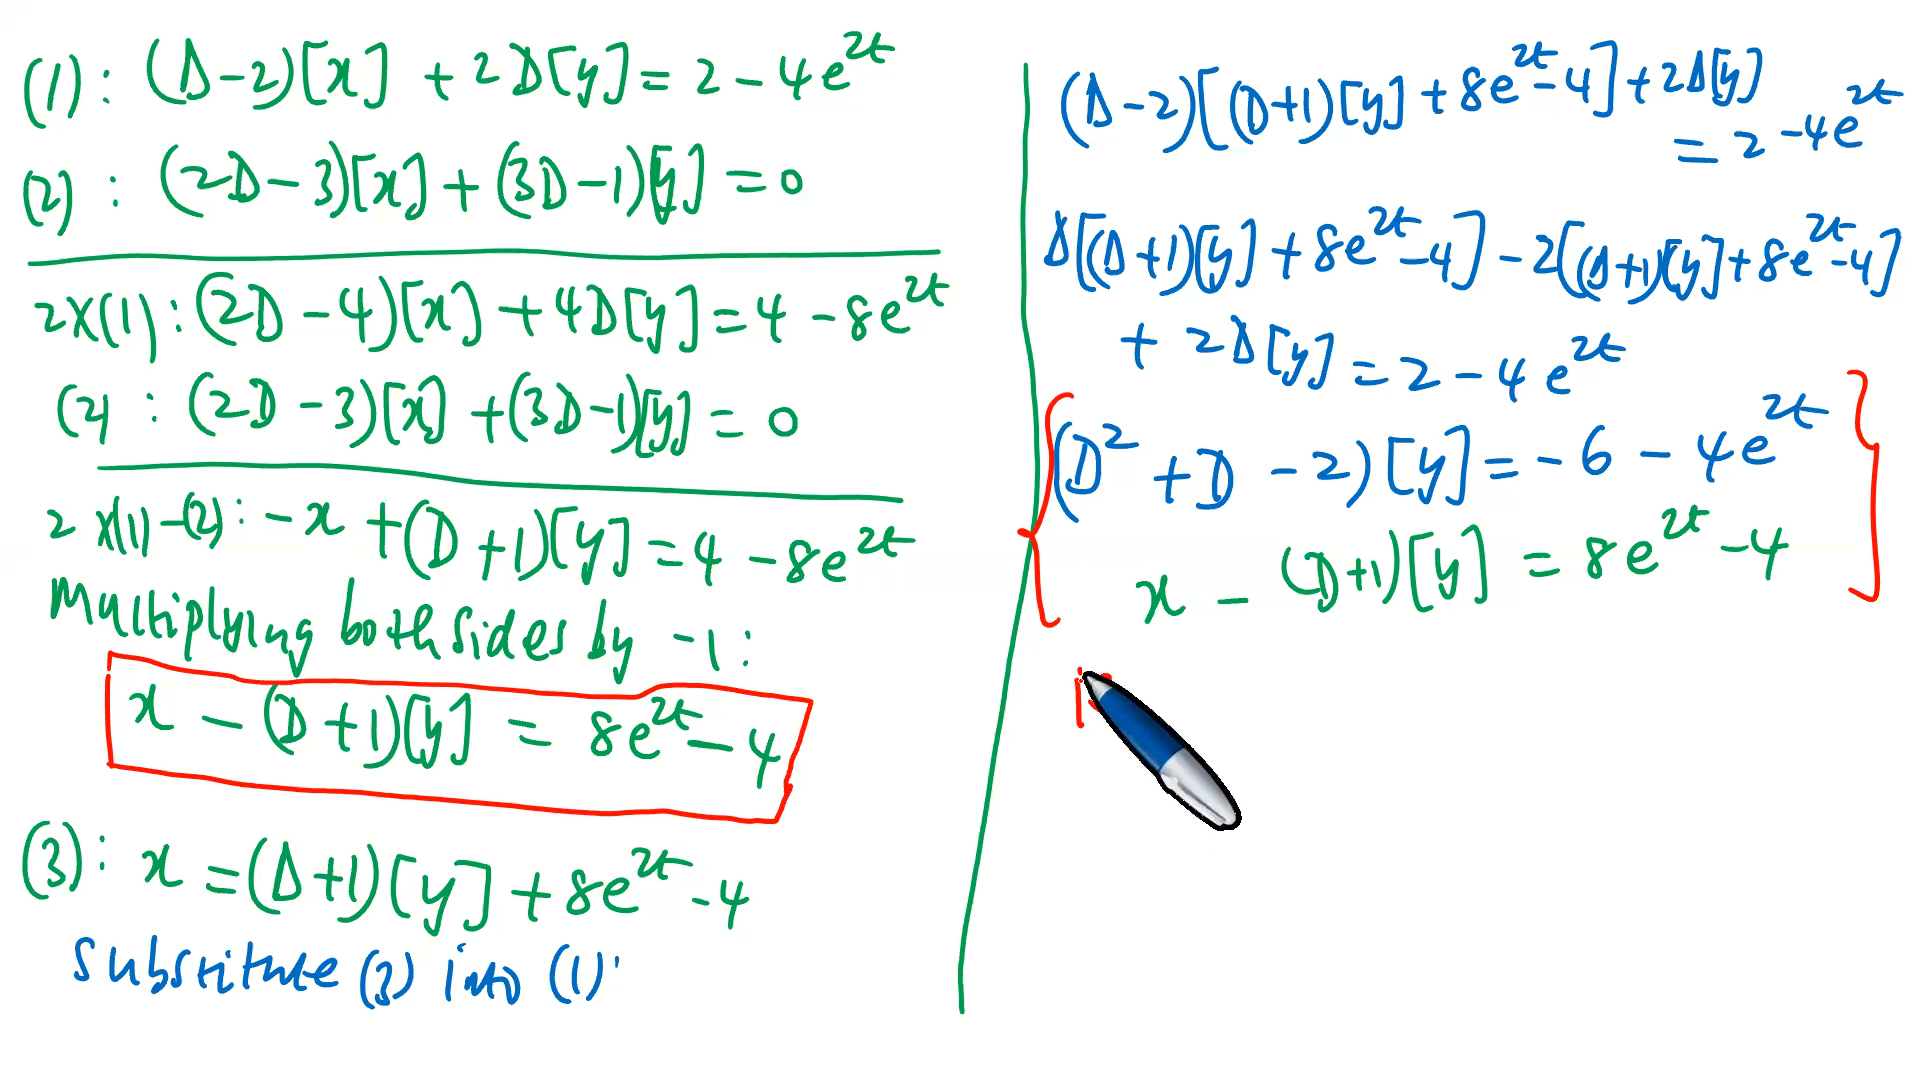 (1): (D-2)[x] + 2D[y] = 2 - 4e^{2t}
(2) : (2D-3)[x] + (3D-1)[y] = 0
2x(1): (2D-4)[x] + 4D[y] = 4 - 8e^{2t}
(2) : (2D-3)[x] + (3D-1)[y] = 0
2x(1)-(2): -x + (D+1)[y] = 4 - 8e^{2t}
Multiplying both sides by -1:
x - (D+1)[y] = 8e^{2t} - 4
(3): x = (D+1)[y] + 8e^{2t} - 4
Substitute (3) into (1):
(D-2)[(D+1)[y] + 8e^{2t} - 4] + 2D[y]
= 2 - 4e^{2t}
D[(D+1)[y] + 8e^{2t} - 4] - 2[(D+1)[y] + 8e^{2t} - 4]
+ 2D[y] = 2 - 4e^{2t}
(D^2 + D - 2)[y] = -6 - 4e^{2t}
x - (D+1)[y] = 8e^{2t} - 4